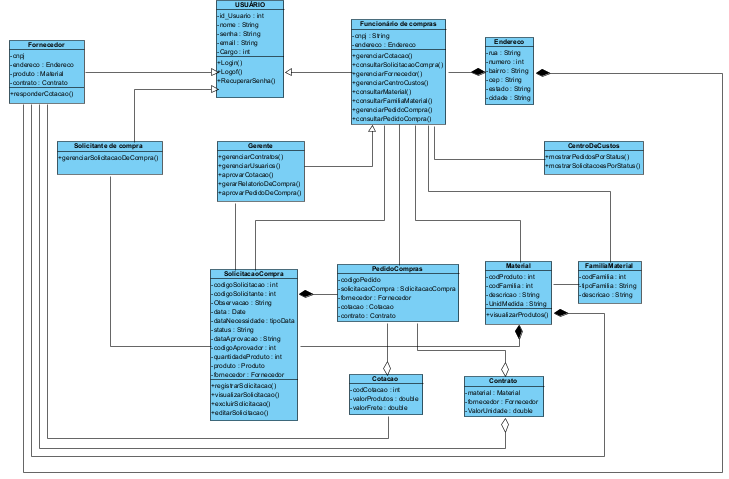 USUÁRIO
-id_Usuario : int
-nome : String
-senha : String
-email : String
-Cargo : int
+Login()
+Logof()
+RecuperarSenha()
Funcionário de compras
-cnpj : String
-endereco : Endereco
+gerenciarCotacao()
+consultarSolicitacaoCompra()
+gerenciarFornecedor()
+gerenciarCentroCustos()
+consultarMaterial()
+consultarFamiliaMaterial()
+gerenciarPedidoCompra()
+consultarPedidoCompra()
Endereco
-rua : String
-numero : int
-bairro : String
-cep : String
-estado : String
-cidade : String
Fornecedor
-cnpj
-endereco : Endereco
-produto : Material
-contrato : Contrato
+responderCotacao()
Solicitante de compra
+gerenciarSolicitacaoDeCompra()
Gerente
+gerenciarContratos()
+gerenciarUsuarios()
+aprovarCotacao()
+gerarRelatorioDeCompra()
+aprovarPedidoDeCompra()
CentroDeCustos
+mostrarPedidosPorStatus()
+mostrarSolicitacoesPorStatus()
SolicitacaoCompra
-codigoSolicitacao : int
-codigoSolicitante : int
-Observacao : String
-data : Date
-dataNecessidade : tipoData
-status : String
-dataAprovacao : String
-codigoAprovador : int
-quantidadeProduto : int
-produto : Produto
-fornecedor : Fornecedor
+registrarSolicitacao()
+visualizarSolicitacao()
+excluirSolicitacao()
+editarSolicitacao()
PedidoCompras
-codigoPedido
-solicitacaoCompra : SolicitacaoCompra
-fornecedor : Fornecedor
-cotacao : Cotacao
-contrato : Contrato
Material
-codProduto : int
-codFamilia : int
-descricao : String
-UnidMedida : String
+visualizarProdutos()
FamiliaMaterial
-codFamilia : int
-tipoFamilia : String
-descricao : String
Cotacao
-codCotacao : int
-valorProdutos : double
-valorFrete : double
Contrato
-material : Material
-fornecedor : Fornecedor
-ValorUnidade : double